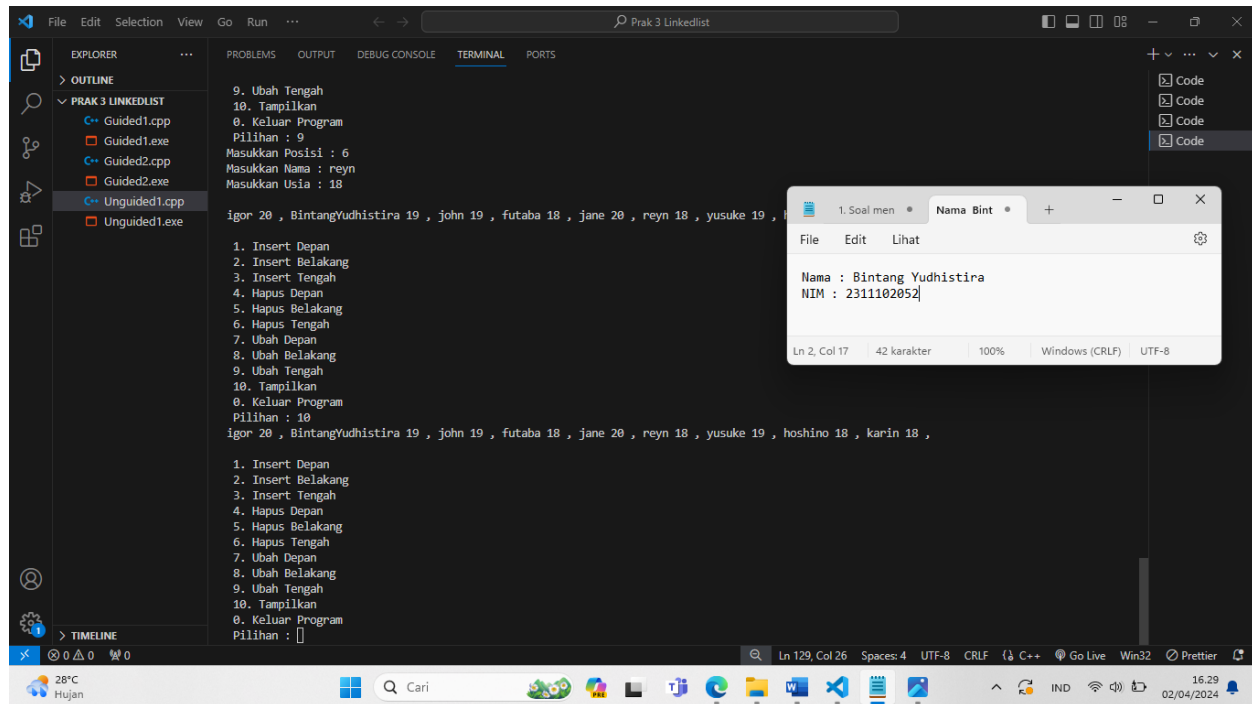 File Edit Selection View Go Run ... Prak 3 Linkedlist
EXPLORER
OUTLINE
PRAK 3 LINKEDLIST
Guided1.cpp
Guided1.exe
Guided2.cpp
Guided2.exe
Unguided1.cpp
Unguided1.exe
TIMELINE
PROBLEMS OUTPUT DEBUG CONSOLE TERMINAL PORTS
9. Ubah Tengah
10. Tampilkan
0. Keluar Program
Pilihan : 9
Masukkan Posisi : 6
Masukkan Nama : reyn
Masukkan Usia : 18
igor 20 , BintangYudhistira 19 , john 19 , futaba 18 , jane 20 , reyn 18 , yusuke 19 ,
1. Insert Depan
2. Insert Belakang
3. Insert Tengah
4. Hapus Depan
5. Hapus Belakang
6. Hapus Tengah
7. Ubah Depan
8. Ubah Belakang
9. Ubah Tengah
10. Tampilkan
0. Keluar Program
Pilihan : 10
igor 20 , BintangYudhistira 19 , john 19 , futaba 18 , jane 20 , reyn 18 , yusuke 19 , hoshino 18 , karin 18 ,
1. Insert Depan
2. Insert Belakang
3. Insert Tengah
4. Hapus Depan
5. Hapus Belakang
6. Hapus Tengah
7. Ubah Depan
8. Ubah Belakang
9. Ubah Tengah
10. Tampilkan
0. Keluar Program
Pilihan :
Code
Code
Code
Code
1. Soal men Nama Bint
File Edit Lihat
Nama : Bintang Yudhistira
NIM : 2311102052
Ln 2, Col 17 42 karakter 100% Windows (CRLF) UTF-8
0 0 0 Ln 129, Col 26 Spaces: 4 UTF-8 CRLF C++ Go Live Win32 Prettier
28°C
Hujan
Cari
IND
16.29
02/04/2024